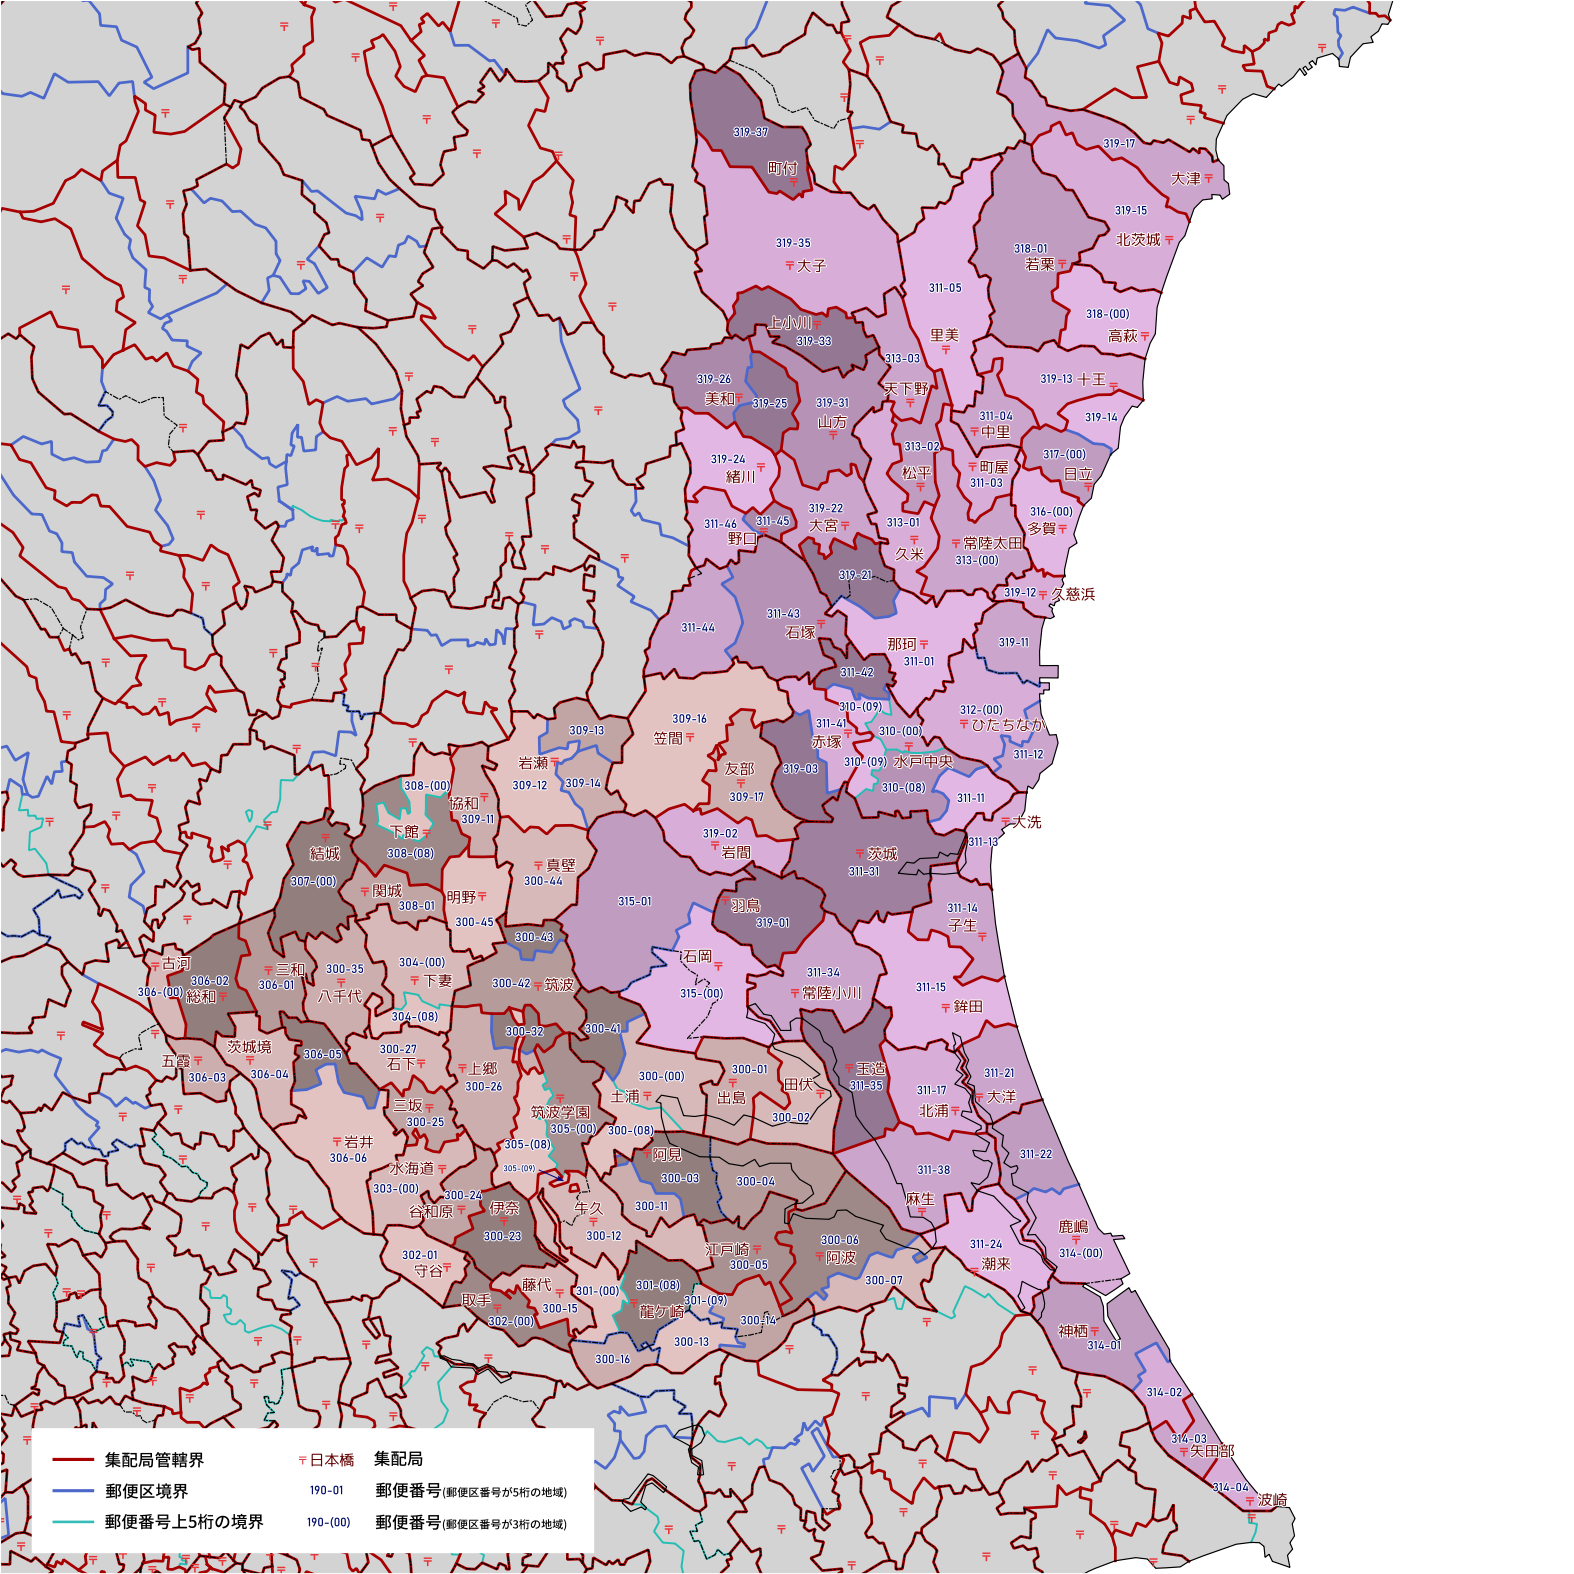 319-37
町付
319-17
大津
319-15
北茨城
319-35
大子
318-01
若栗
311-05
里美
318-(00)
高萩
上小川
319-33
313-03
天下野
319-26
美和
319-25
319-31
山方
319-13 十王
319-14
311-04
中里
313-02
松平
317-(00)
日立
319-24
緒川
町屋
311-03
311-46
野口
311-45
319-22
大宮
313-01
久米
316-(00)
多賀
常陸太田
313-(00)
319-21
319-12
久慈浜
311-44
311-43
石塚
那珂
311-01
319-11
311-42
310-(09)
311-41
赤塚
310-(00)
312-(00)
ひたちなか
309-16
笠間
309-13
岩瀬
309-12
309-14
友部
309-17
319-03
310-(09)
水戸中央
310-(08)
311-12
311-11
308-(00)
協和
309-11
下館
308-(08)
大洗
311-13
319-02
岩間
茨城
311-31
結城
307-(00)
真壁
300-44
関城
308-01
明野
300-45
315-01
羽鳥
319-01
311-14
子生
300-43
石岡
315-(00)
311-34
常陸小川
311-15
鉾田
古河
306-(00)
306-02
総和
三和
306-01
300-35
八千代
304-(00)
下妻
304-(08)
300-42 筑波
300-32
300-41
茨城境
306-04
五霞
306-03
306-05
300-27
石下
上郷
300-26
300-(00)
土浦
300-01
出島
田伏
300-02
玉造
311-35
311-17
北浦
311-21
大洋
三坂
300-25
筑波学園
305-(00)
300-(08)
305-(08)
305-(09)
岩井
306-06
水海道
303-(00)
阿見
300-03
300-04
311-38
311-22
300-24
谷和原
伊奈
300-23
300-11
牛久
300-12
麻生
鹿嶋
314-(00)
302-01
守谷
江戸崎
300-05
300-06
阿波
300-07
311-24
潮来
取手
302-(00)
藤代
300-15
301-(00)
301-(08)
龍ケ崎
301-(09)
300-14
300-13
300-16
神栖
314-01
314-02
314-03
矢田部
314-04
波崎
集配局管轄界
日本橋
集配局
郵便区境界
190-01
郵便番号(郵便区番号が5桁の地域)
郵便番号上5桁の境界
190-(00)
郵便番号(郵便区番号が3桁の地域)